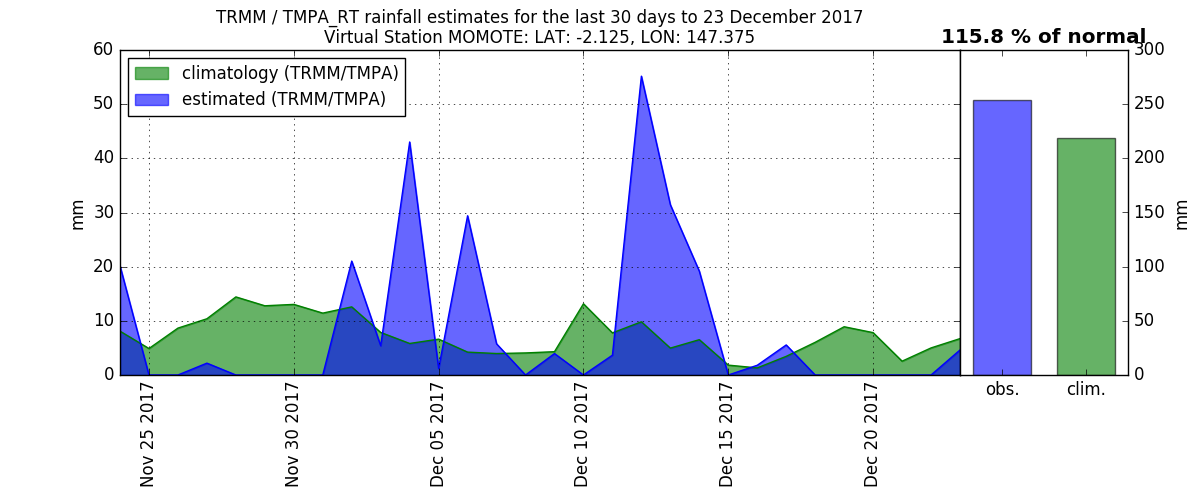 TRMM / TMPA_RT rainfall estimates for the last 30 days to 23 December 2017
Virtual Station MOMOTE: LAT: -2.125, LON: 147.375
115.8 % of normal
climatology (TRMM/TMPA)
estimated (TRMM/TMPA)
60
50
40
30
20
10
0
mm
Nov 25 2017
Nov 30 2017
Dec 05 2017
Dec 10 2017
Dec 15 2017
Dec 20 2017
300
250
200
150
100
50
0
mm
obs.
clim.